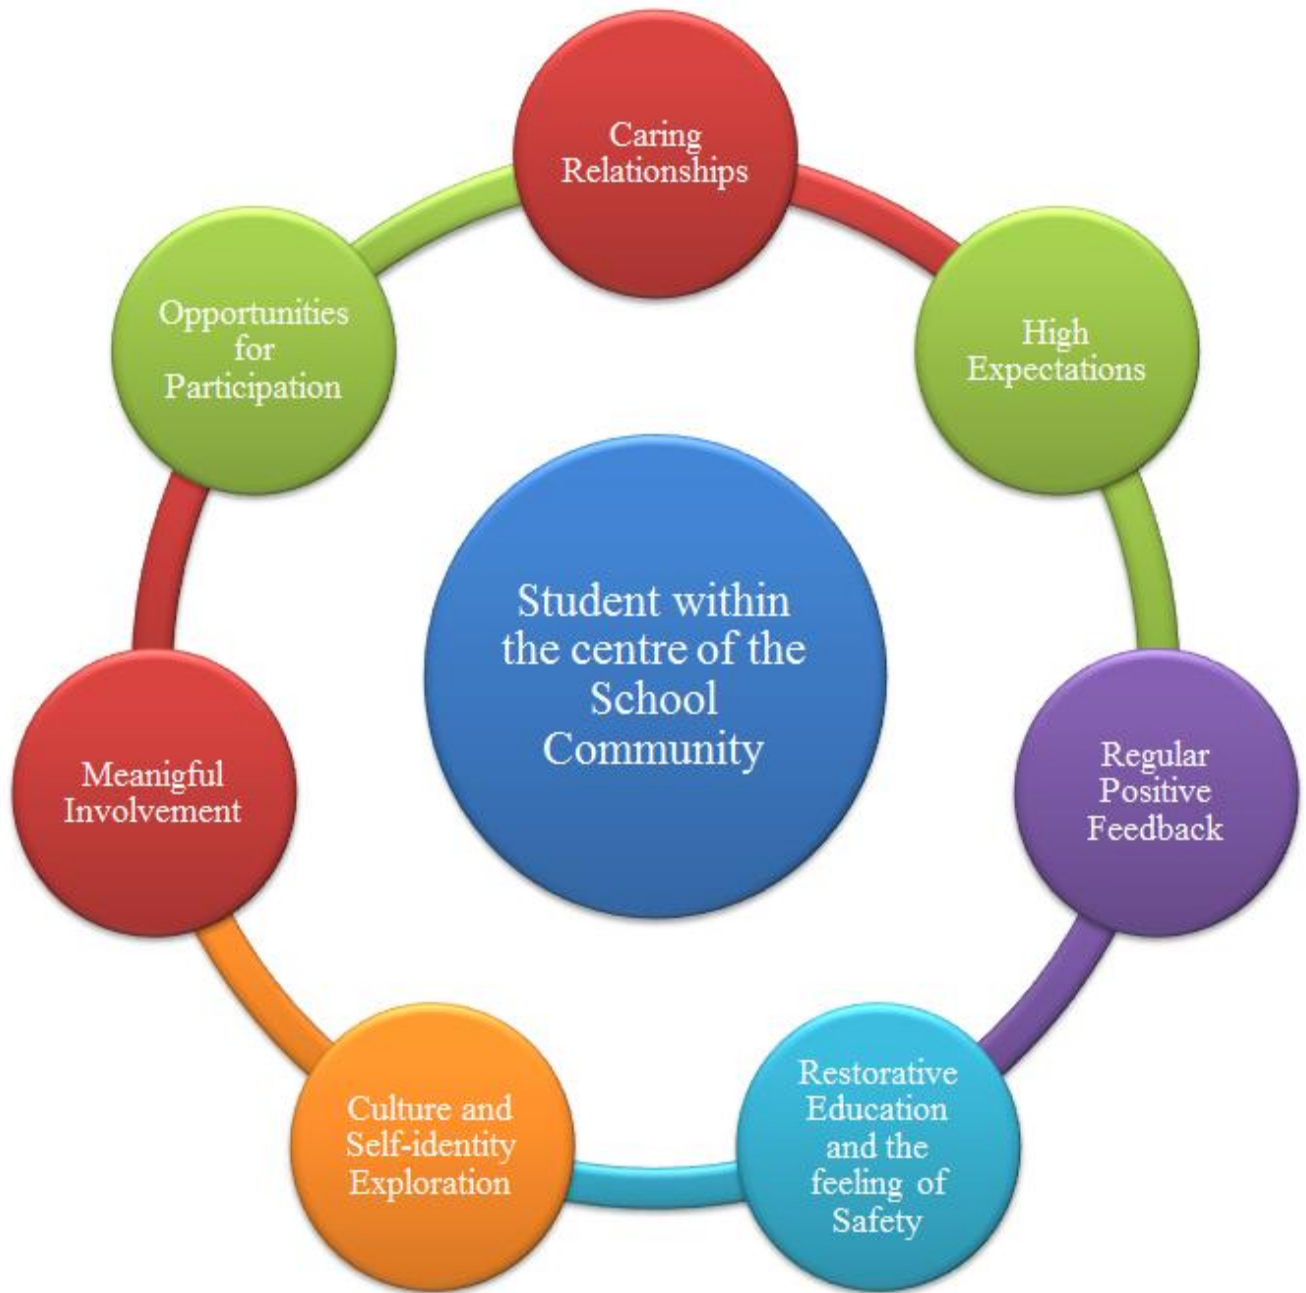 Caring
Relationships
High
Expectations
Regular
Positive
Feedback
Restorative
Education
and the
feeling of
Safety
Culture and
Self-identity
Exploration
Meanigful
Involvement
Opportunities
for
Participation
Student within
the centre of the
School
Community